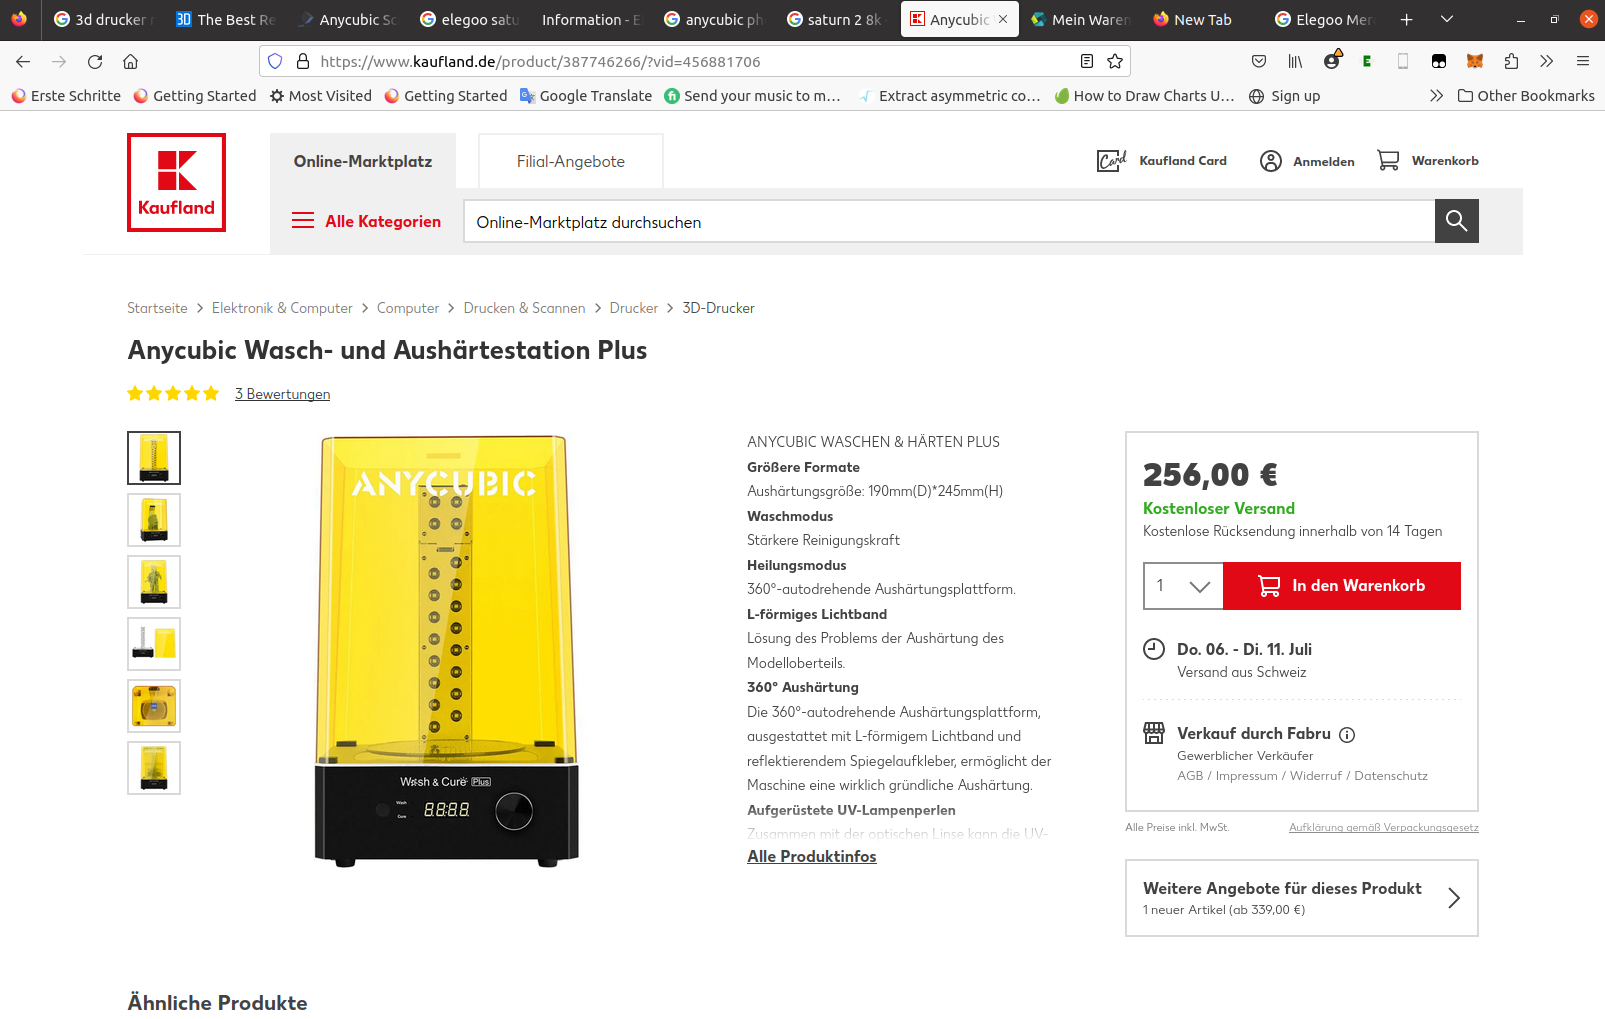 3d drucker
The Best Re
Anycubic Sc
elegoo satu
Information - E
anycubic ph
saturn 2 8k
Anycubic
Mein Waren
New Tab
Elegoo Mer
https://www.kaufland.de/product/387746266/?vid=456881706
Erste Schritte
Getting Started
Most Visited
Getting Started
Google Translate
Send your music to m...
Extract asymmetric co...
How to Draw Charts U...
Sign up
Other Bookmarks
Kaufland
Online-Marktplatz
Filial-Angebote
Card
Kaufland Card
Anmelden
Warenkorb
Alle Kategorien
Online-Marktplatz durchsuchen
Startseite > Elektronik & Computer > Computer > Drucken & Scannen > Drucker > 3D-Drucker
Anycubic Wasch- und Aushärtestation Plus
3 Bewertungen
ANYCUBIC
Wash & Cure Plus
Wash
Cure
88:88
ANYCUBIC WASCHEN & HÄRTEN PLUS
Größere Formate
Aushärtungsgröße: 190mm(D)*245mm(H)
Waschmodus
Stärkere Reinigungskraft
Heilungsmodus
360°-autodrehende Aushärtungsplattform.
L-förmiges Lichtband
Lösung des Problems der Aushärtung des
Modelloberteils.
360° Aushärtung
Die 360°-autodrehende Aushärtungsplattform,
ausgestattet mit L-förmigem Lichtband und
reflektierendem Spiegelaufkleber, ermöglicht der
Maschine eine wirklich gründliche Aushärtung.
Aufgerüstete UV-Lampenperlen
Zusammen mit der optischen Linse kann die UV-
Alle Produktinfos
256,00 €
Kostenloser Versand
Kostenlose Rücksendung innerhalb von 14 Tagen
1
In den Warenkorb
Do. 06. - Di. 11. Juli
Versand aus Schweiz
Verkauf durch Fabru
Gewerblicher Verkäufer
AGB / Impressum / Widerruf / Datenschutz
Alle Preise inkl. MwSt.
Aufklärung gemäß Verpackungsgesetz
Weitere Angebote für dieses Produkt
1 neuer Artikel (ab 339,00 €)
Ähnliche Produkte